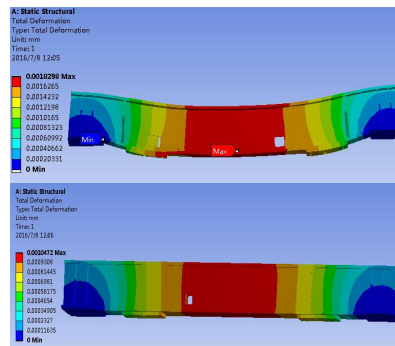 A: Static Structural
Total Deformation
Type: Total Deformation
Unit: mm
Time: 1
2016/7/8 12:05
0.0018298 Max
0.0016265
0.0014232
0.0012198
0.0010165
0.00081323
0.00060992
0.00040662
0.00020331
0 Min
Min
Max
A: Static Structural
Total Deformation
Type: Total Deformation
Unit: mm
Time: 1
2016/7/8 12:06
0.0010472 Max
0.0009308
0.00081445
0.0006981
0.00058175
0.0004654
0.00034905
0.0002327
0.00011635
0 Min